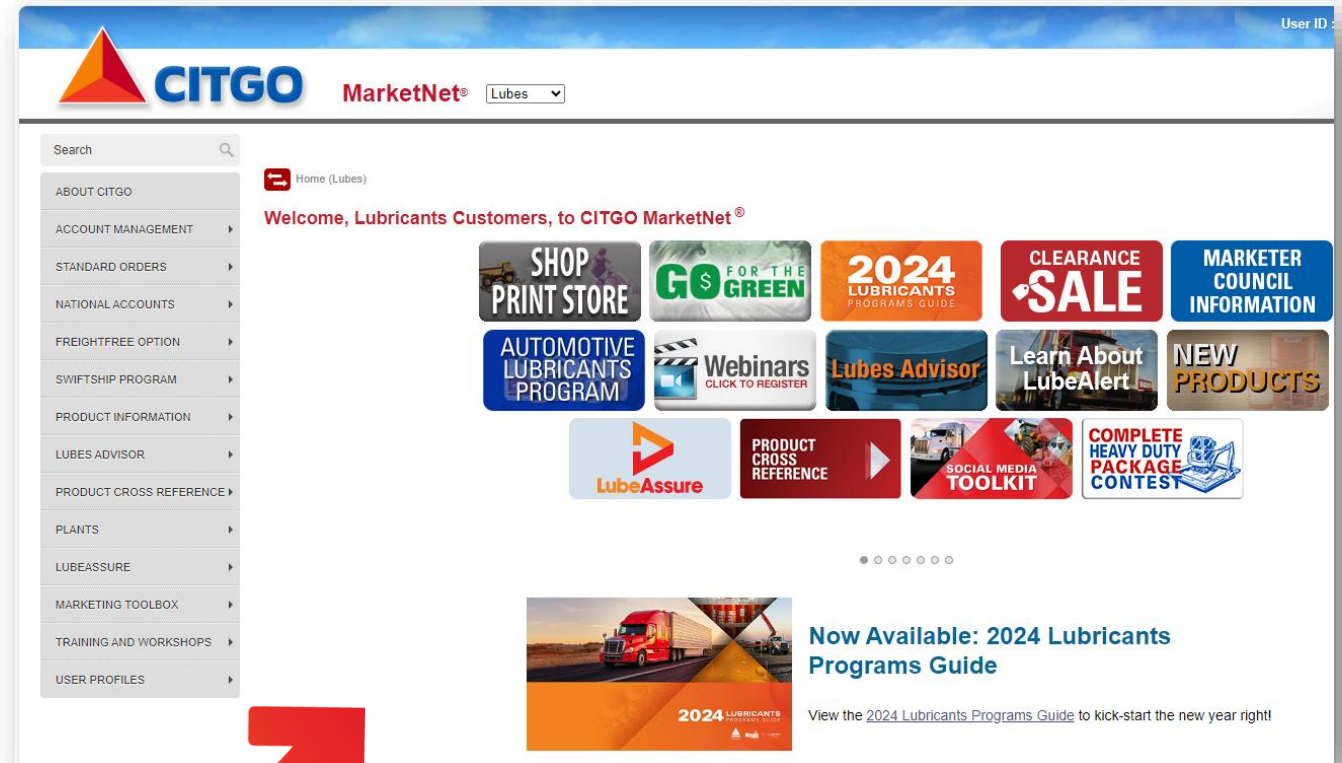 User ID :
CITGO
MarketNet®
Lubes
Search
ABOUT CITGO
ACCOUNT MANAGEMENT
STANDARD ORDERS
NATIONAL ACCOUNTS
FREIGHTFREE OPTION
SWIFTSHIP PROGRAM
PRODUCT INFORMATION
LUBES ADVISOR
PRODUCT CROSS REFERENCE
PLANTS
LUBEASSURE
MARKETING TOOLBOX
TRAINING AND WORKSHOPS
USER PROFILES
Home (Lubes)
Welcome, Lubricants Customers, to CITGO MarketNet ®
SHOP
PRINT STORE
GO FOR THE
GREEN
2024
LUBRICANTS
PROGRAMS GUIDE
CLEARANCE
SALE
MARKETER
COUNCIL
INFORMATION
AUTOMOTIVE
LUBRICANTS
PROGRAM
Webinars
CLICK TO REGISTER
Lubes Advisor
Learn About
LubeAlert
NEW
PRODUCTS
LubeAssure
PRODUCT
CROSS
REFERENCE
SOCIAL MEDIA
TOOLKIT
COMPLETE
HEAVY DUTY
PACKAGE
CONTEST
2024 LUBRICANTS
PROGRAMS GUIDE
Now Available: 2024 Lubricants
Programs Guide
View the 2024 Lubricants Programs Guide to kick-start the new year right!